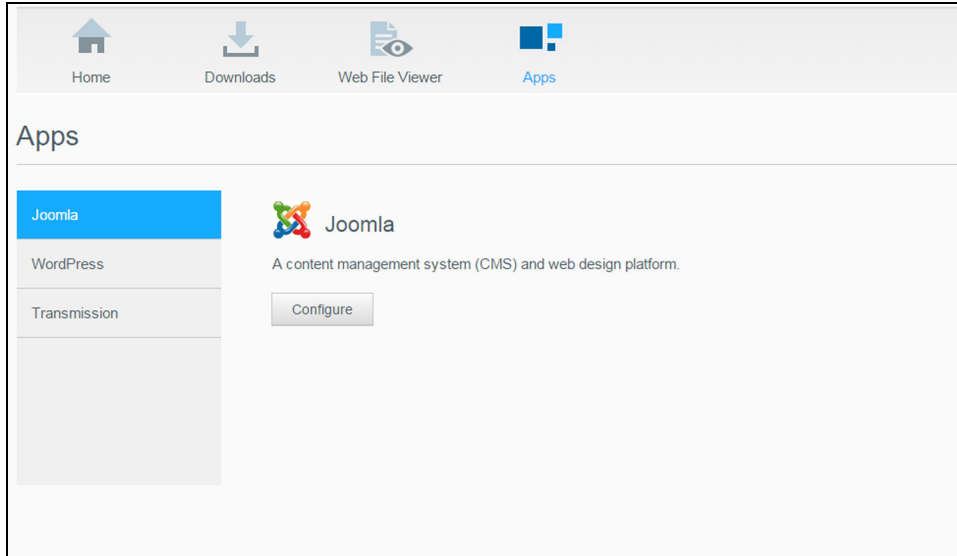 Home
Downloads
Web File Viewer
Apps
Apps
Joomla
WordPress
Transmission
Joomla
A content management system (CMS) and web design platform.
Configure